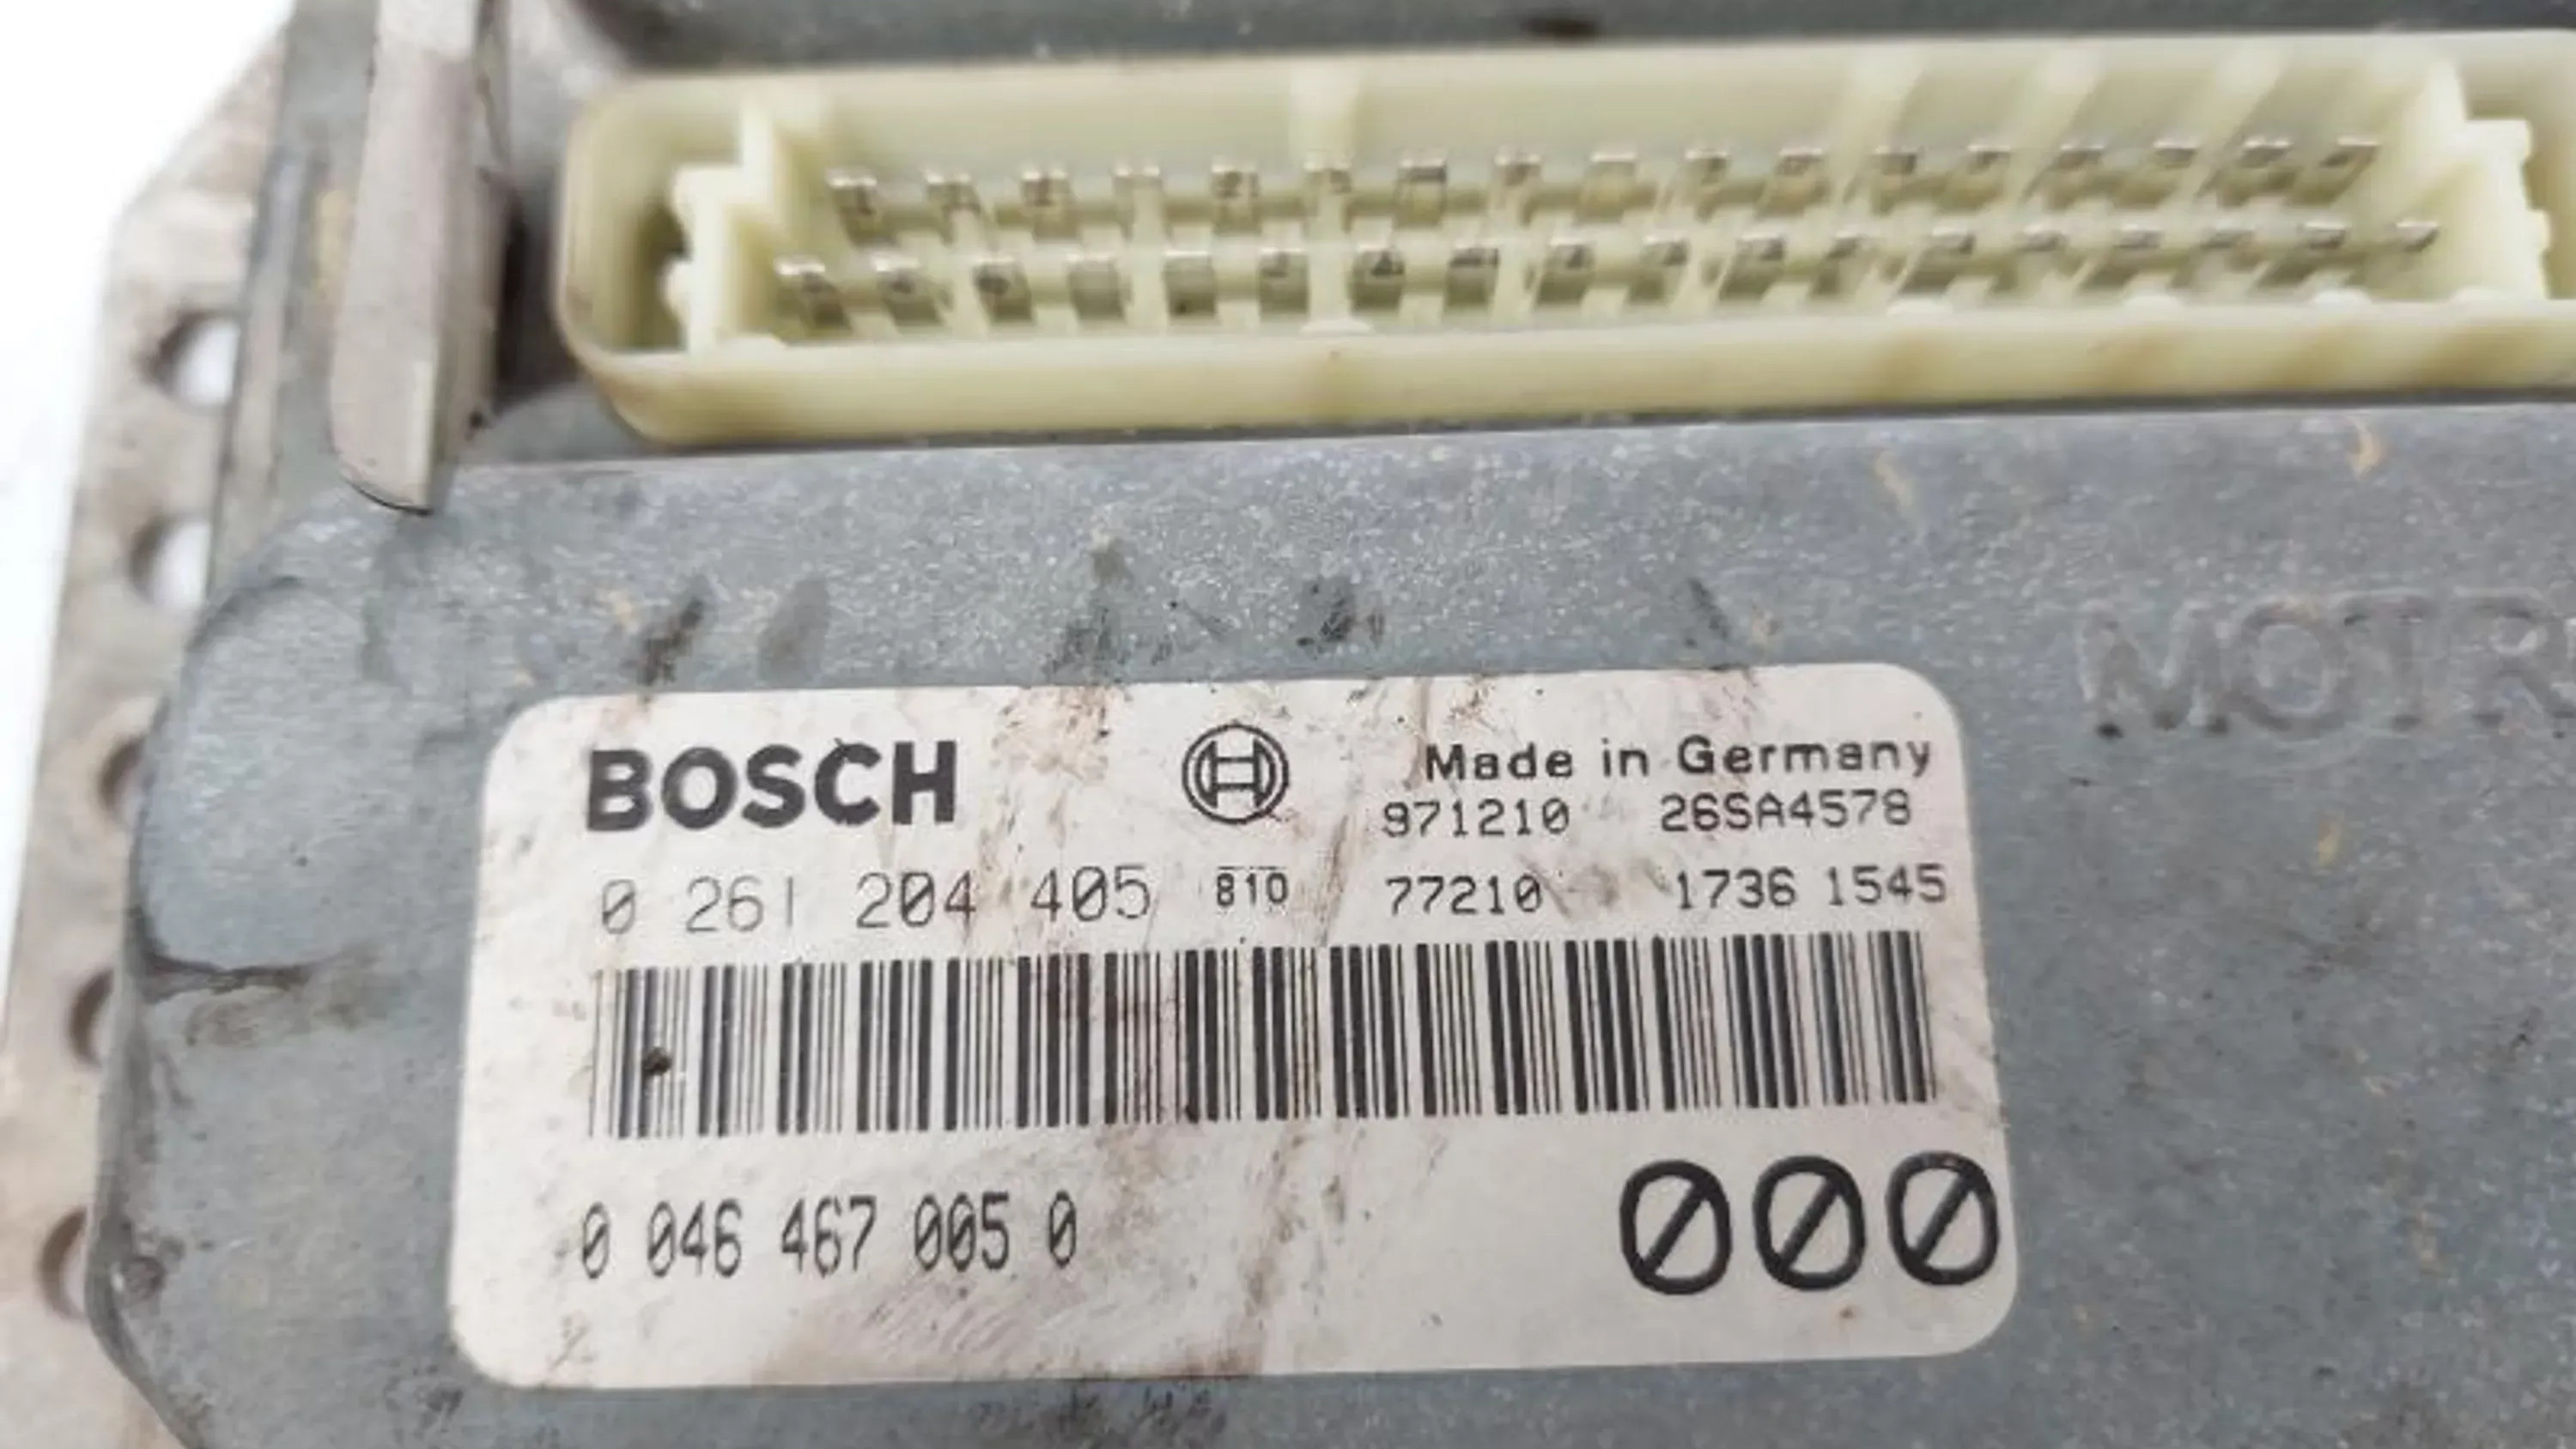 MOTR
BOSCH Made in Germany
971210 26SA4578
0 261 204 405 810 77210 1736 1545
0 046 467 005 0 000